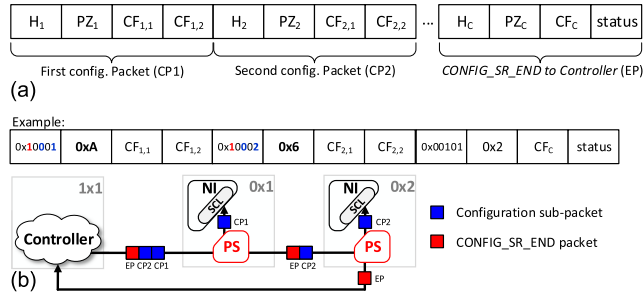 H1 PZ1 CF1,1 CF1,2 H2 PZ2 CF2,1 CF2,2 ... HC PZC CFC status
First config. Packet (CP1) Second config. Packet (CP2) CONFIG_SR_END to Controller (EP)
(a)
Example:
0x10001 0xA CF1,1 CF1,2 0x10002 0x6 CF2,1 CF2,2 0x00101 0x2 CFC status
1x1 NI 0x1 NI 0x2
SCL SCL
CP1 CP2
Controller PS PS
Configuration sub-packet
CONFIG_SR_END packet
EP CP2 CP1 EP CP2
EP
(b)